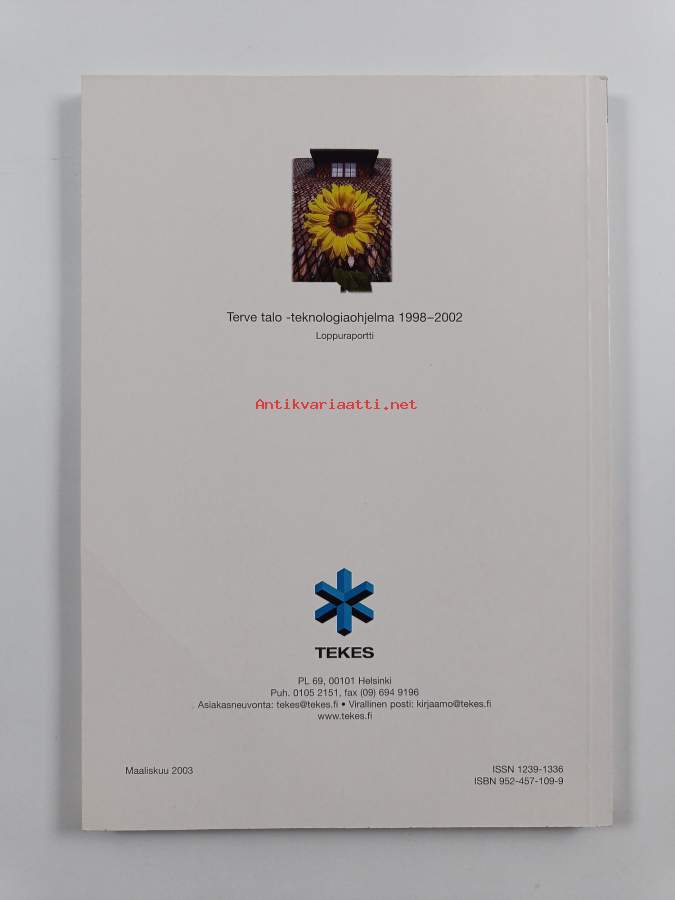 Terve talo -teknologiaohjelma 1998–2002
Loppuraportti
Antikvariaatti.net
TEKES
PL 69, 00101 Helsinki
Puh. 0105 2151, fax (09) 694 9196
Asiakasneuvonta: tekes@tekes.fi • Virallinen posti: kirjaamo@tekes.fi
www.tekes.fi
Maaliskuu 2003
ISSN 1239-1336
ISBN 952-457-109-9